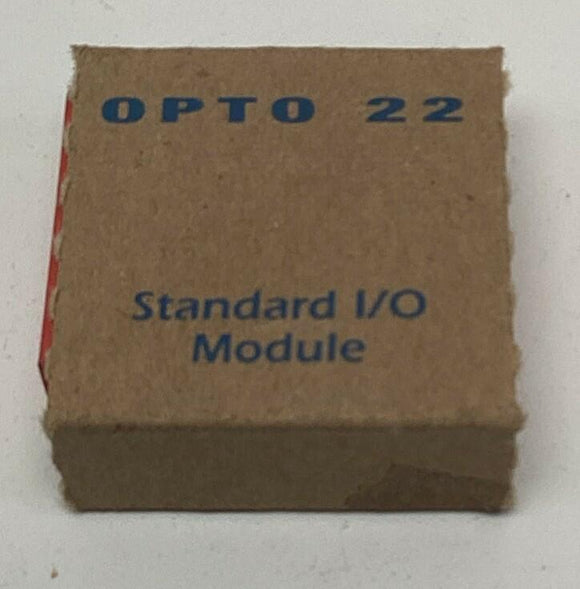 OPTO 22
Standard I/O
Module